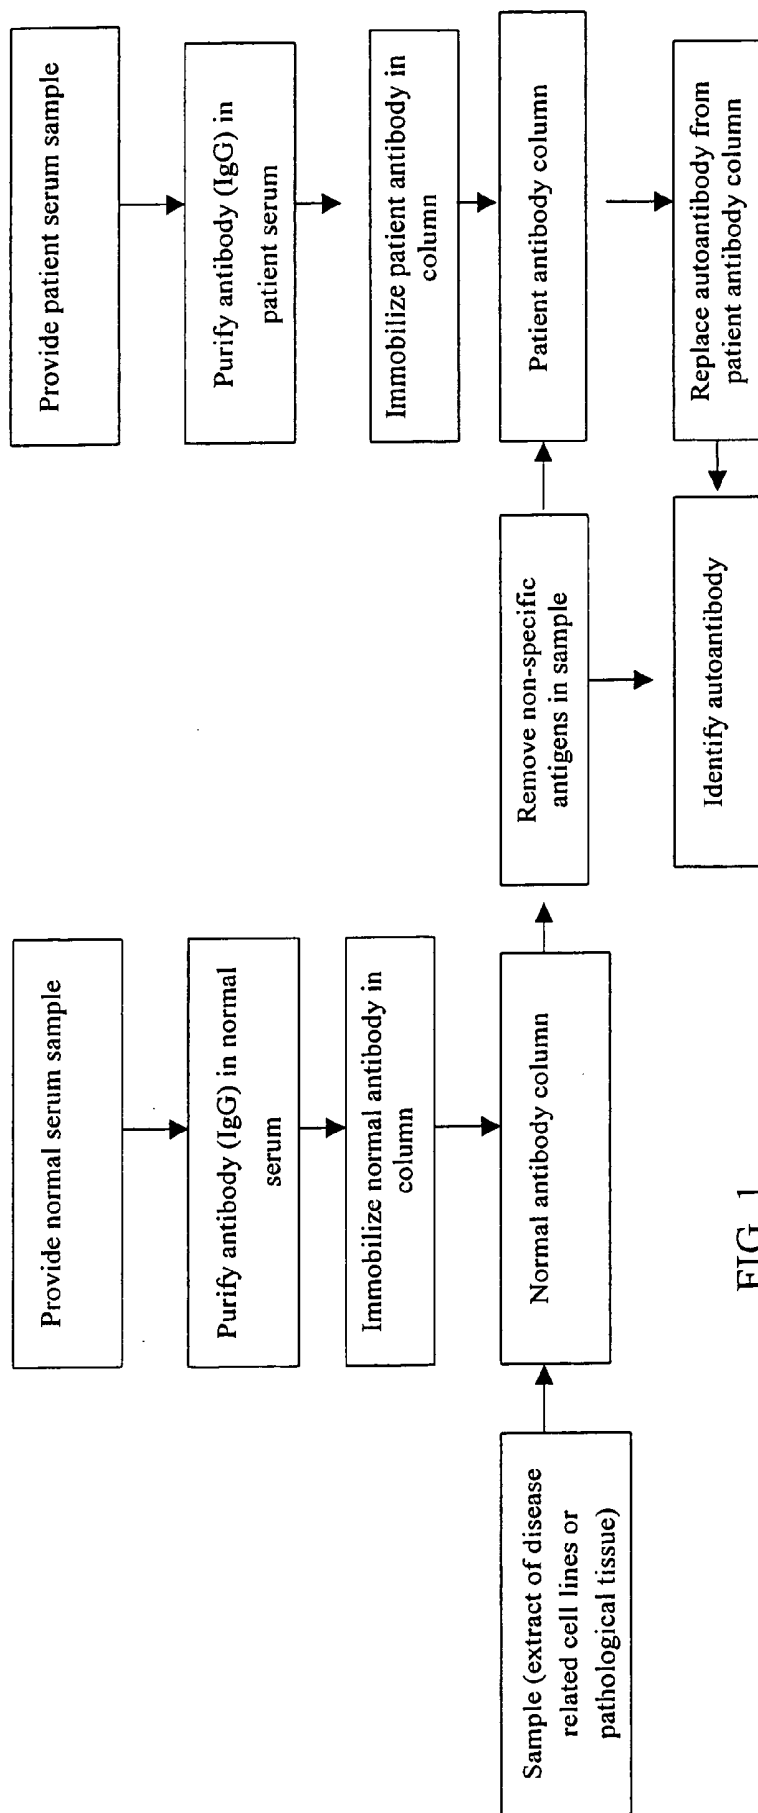 Provide normal serum sample
Provide patient serum sample
Purify antibody (IgG) in normal
serum
Purify antibody (IgG) in
patient serum
Immobilize normal antibody in
column
Immobilize patient antibody in
column
Sample (extract of disease
related cell lines or
pathological tissue)
Normal antibody column
Remove non-specific
antigens in sample
Patient antibody column
Identify autoantibody
Replace autoantibody from
patient antibody column
FIG. 1